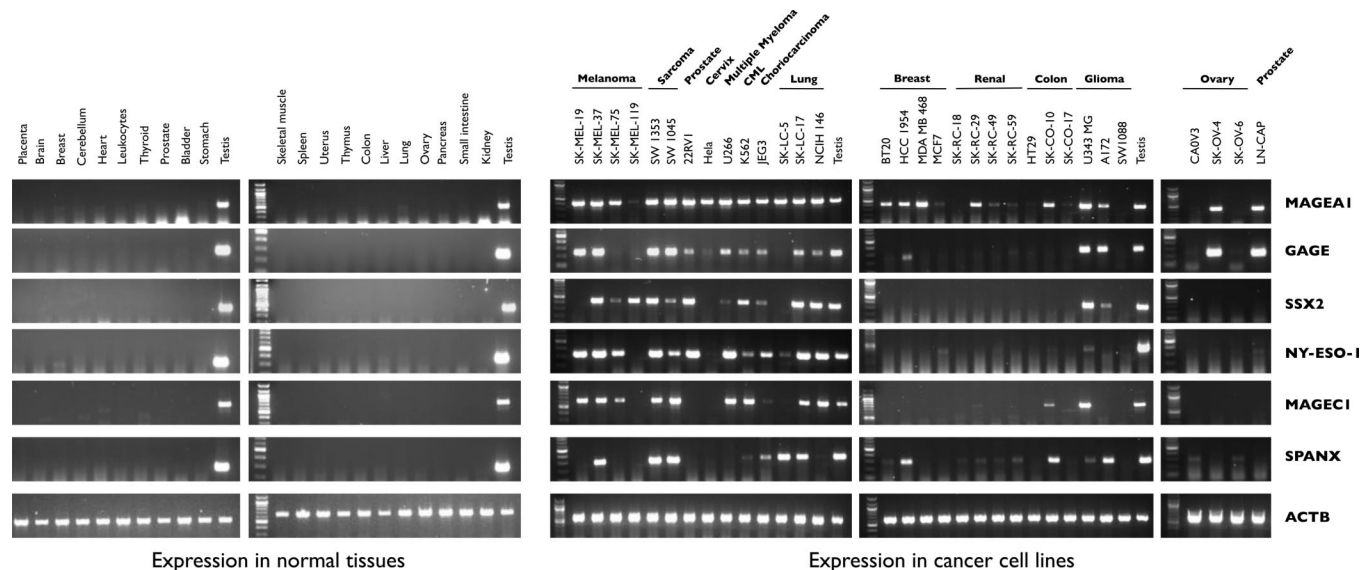 Sarcoma
Prostate
Cervix
Multiple Myeloma
CML
Choriocarcinoma
Melanoma
Lung
Breast
Renal
Colon
Glioma
Ovary
Prostate
Placenta
Brain
Breast
Cerebellum
Heart
Leukocytes
Thyroid
Prostate
Bladder
Stomach
Testis
Skeletal muscle
Spleen
Uterus
Thymus
Colon
Liver
Lung
Ovary
Pancreas
Small intestine
Kidney
Testis
SK-MEL-19
SK-MEL-37
SK-MEL-75
SK-MEL-119
SW 1353
SW 1045
22RV1
Hela
U266
K562
JEG3
SK-LC-5
SK-LC-17
NCIH 146
Testis
BT20
HCC 1954
MDA MB 468
MCF7
SK-RC-18
SK-RC-29
SK-RC-49
SK-RC-59
HT29
SK-CO-10
SK-CO-17
U343 MG
A172
SW1088
Testis
CAOV3
SK-OV-4
SK-OV-6
LN-CAP
MAGEA1
GAGE
SSX2
NY-ESO-1
MAGEC1
SPANX
ACTB
Expression in normal tissues
Expression in cancer cell lines